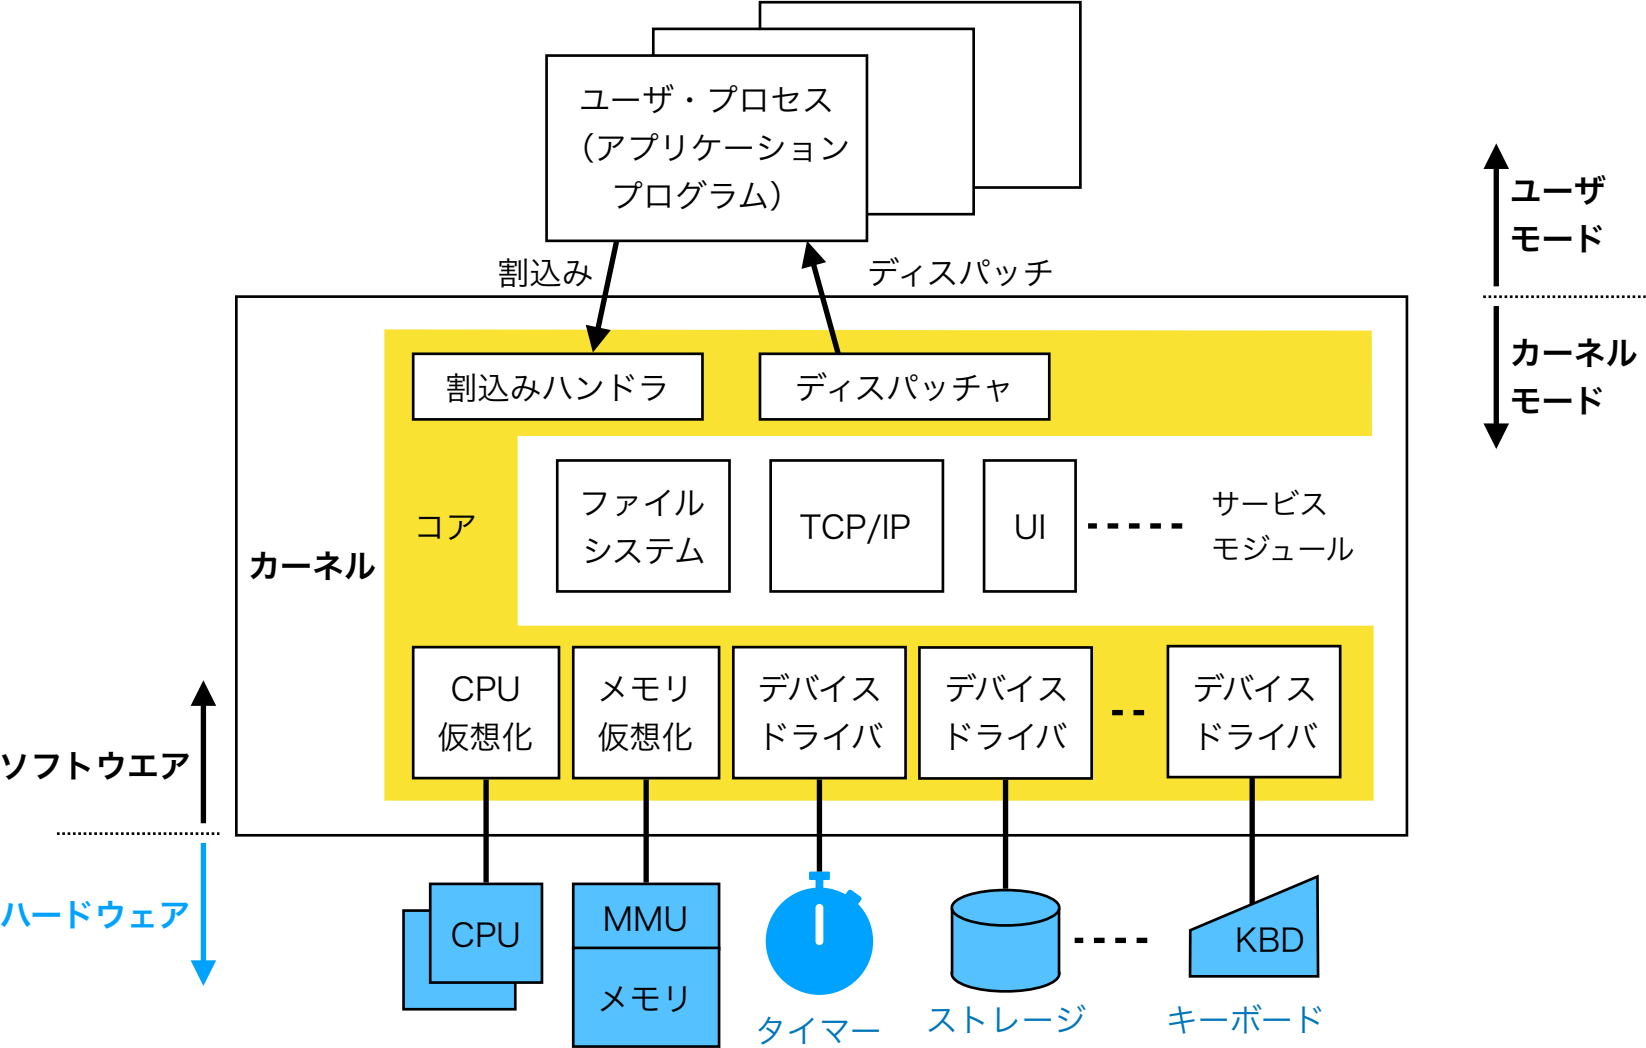 ユーザ・プロセス
（アプリケーション
プログラム）
ユーザ
モード
割込み
ディスパッチ
カーネル
モード
割込みハンドラ
ディスパッチャ
コア
ファイル
システム
TCP/IP
UI
サービス
モジュール
カーネル
CPU
仮想化
メモリ
仮想化
デバイス
ドライバ
デバイス
ドライバ
デバイス
ドライバ
ソフトウエア
ハードウェア
CPU
MMU
メモリ
KBD
タイマー
ストレージ
キーボード